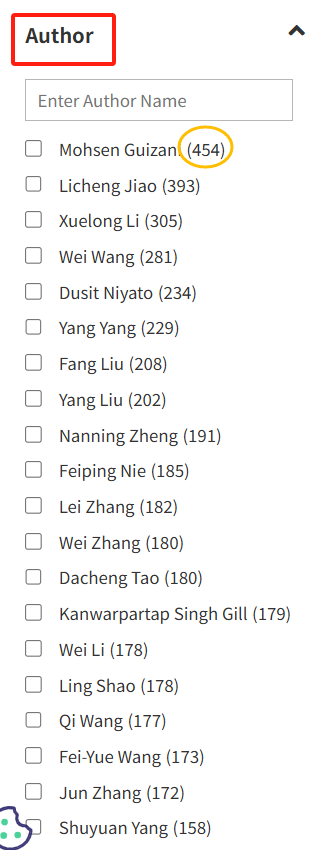 Author
Enter Author Name
Mohsen Guizani (454)
Licheng Jiao (393)
Xuelong Li (305)
Wei Wang (281)
Dusit Niyato (234)
Yang Yang (229)
Fang Liu (208)
Yang Liu (202)
Nanning Zheng (191)
Feiping Nie (185)
Lei Zhang (182)
Wei Zhang (180)
Dacheng Tao (180)
Kanwarpartap Singh Gill (179)
Wei Li (178)
Ling Shao (178)
Qi Wang (177)
Fei-Yue Wang (173)
Jun Zhang (172)
Shuyuan Yang (158)